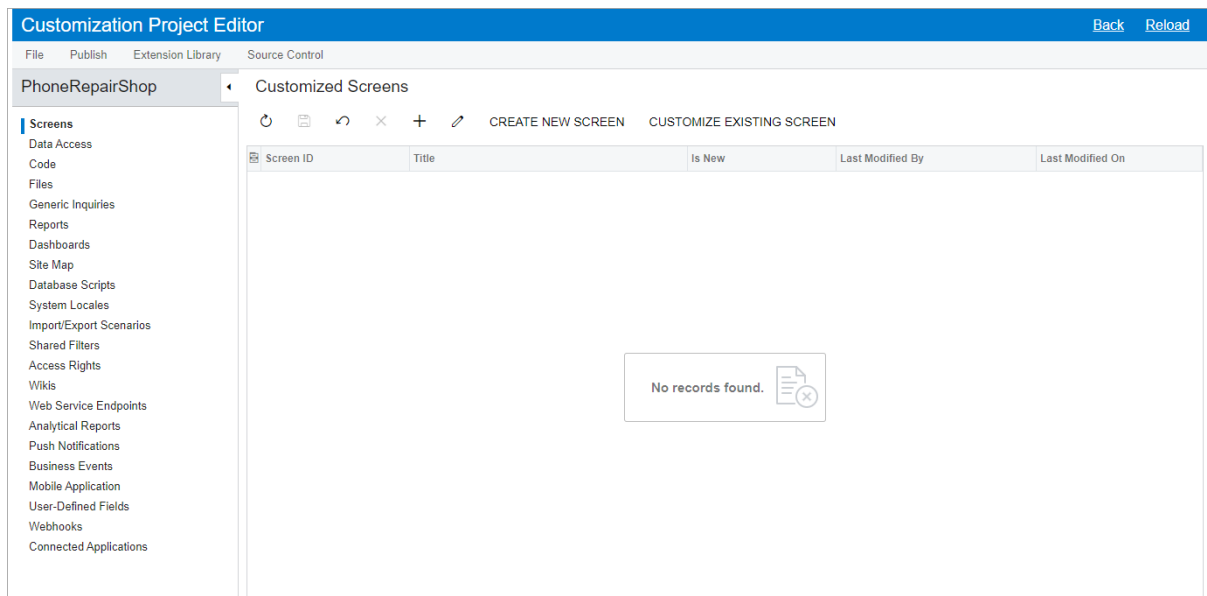 Customization Project Editor Back Reload
File Publish Extension Library Source Control
PhoneRepairShop
Customized Screens
CREATE NEW SCREEN CUSTOMIZE EXISTING SCREEN
Screen ID Title Is New Last Modified By Last Modified On
Screens
Data Access
Code
Files
Generic Inquiries
Reports
Dashboards
Site Map
Database Scripts
System Locales
Import/Export Scenarios
Shared Filters
Access Rights
Wikis
Web Service Endpoints
Analytical Reports
Push Notifications
Business Events
Mobile Application
User-Defined Fields
Webhooks
Connected Applications
No records found.